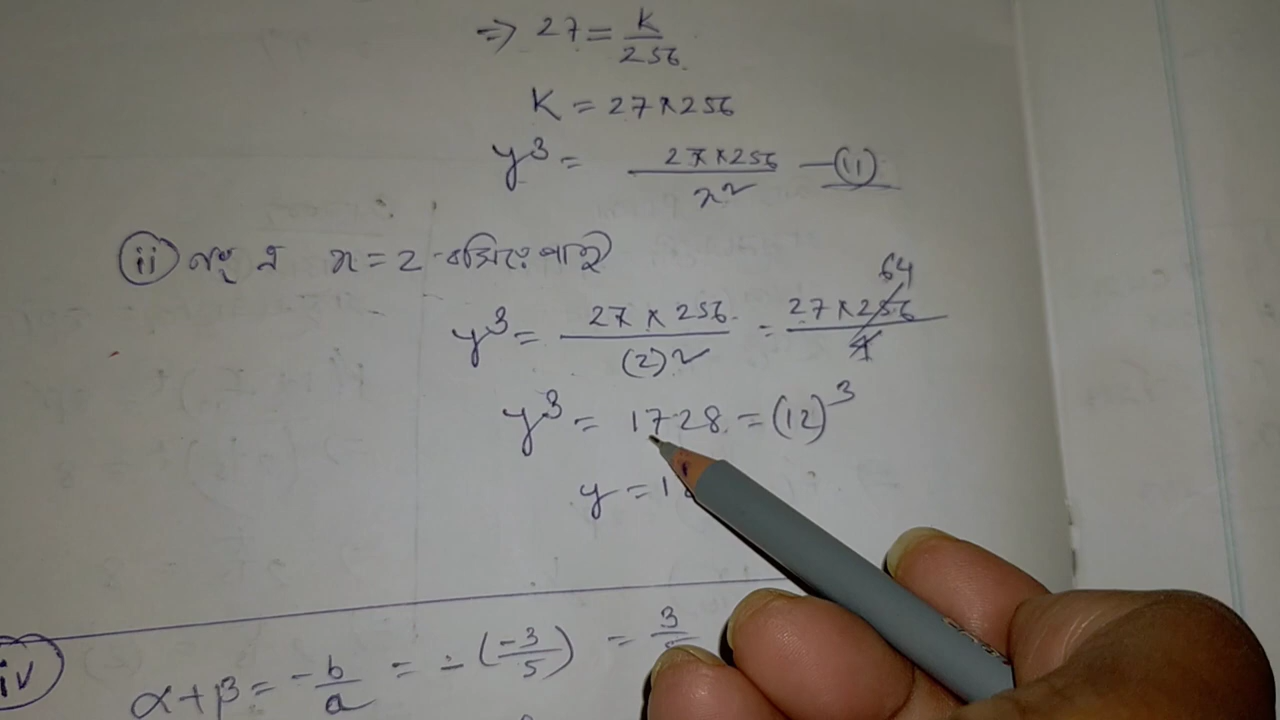 ⇒ 27 = K/256
K = 27×256
y³ = 27×256/x² —(ii)
(ii) নং এ x = 2 বসিয়ে পাই
y³ = 27 × 256/(2)² = 27×256/4 64
y³ = 1728 = (12)³
y = 1
iv
α+β = -b/a = -(-3/5) = 3/